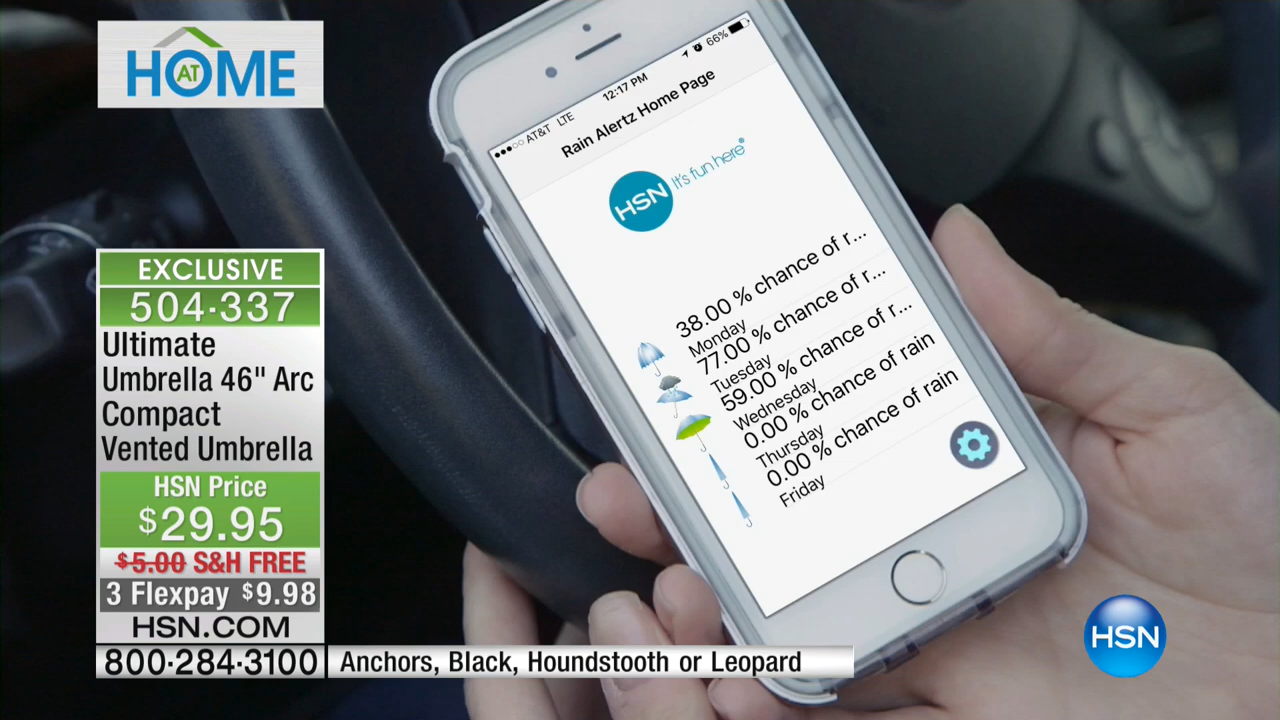 AT
HOME
EXCLUSIVE
504-337
Ultimate
Umbrella 46" Arc
Compact
Vented Umbrella
HSN Price
$29.95
$5.00 S&H FREE
3 Flexpay $9.98
HSN.COM
800-284-3100
Anchors, Black, Houndstooth or Leopard
AT&T LTE 12:17 PM 66%
Rain Alertz Home Page
HSN It's fun here®
38.00 % chance of r...
Monday
77.00 % chance of r...
Tuesday
59.00 % chance of r...
Wednesday
0.00 % chance of rain
Thursday
0.00 % chance of rain
Friday
HSN